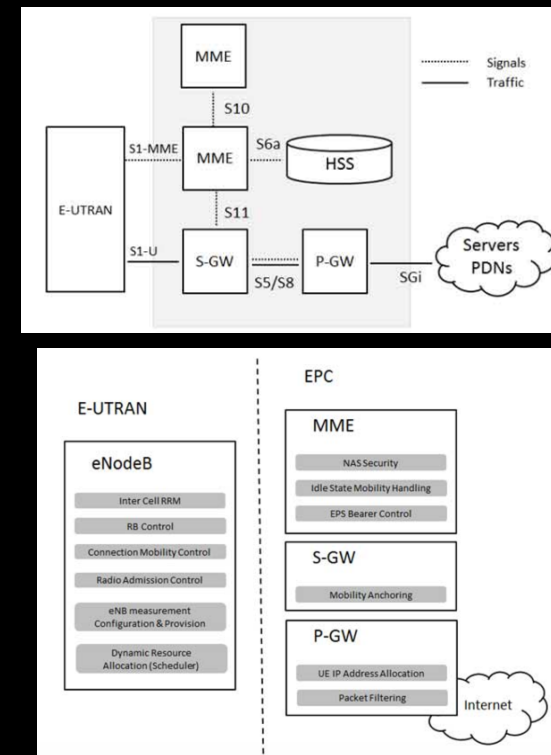 MME
Signals
Traffic
S10
S1-MME
MME
S6a
HSS
E-UTRAN
S11
S1-U
S-GW
S5/S8
P-GW
SGi
Servers
PDNs
E-UTRAN
eNodeB
Inter Cell RRM
RB Control
Connection Mobility Control
Radio Admission Control
eNB measurement
Configuration & Provision
Dynamic Resource
Allocation (Scheduler)
EPC
MME
NAS Security
Idle State Mobility Handling
EPS Bearer Control
S-GW
Mobility Anchoring
P-GW
UE IP Address Allocation
Packet Filtering
Internet